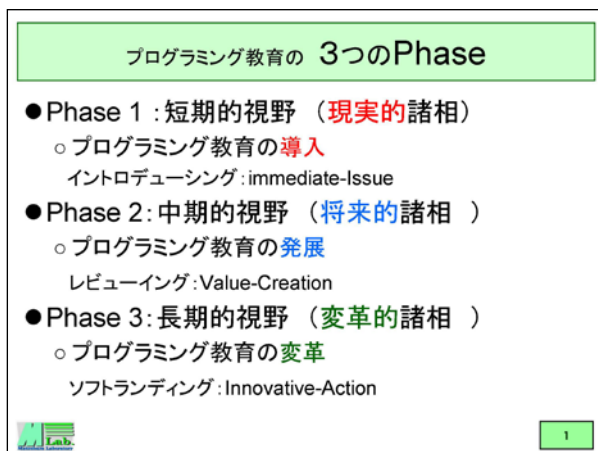 プログラミング教育の 3つのPhase
●Phase 1 :短期的視野 (現実的諸相)
○ プログラミング教育の導入
イントロデューシング:immediate-Issue
●Phase 2:中期的視野 (将来的諸相 )
○ プログラミング教育の発展
レビューイング:Value-Creation
●Phase 3:長期的視野 (変革的諸相 )
○ プログラミング教育の変革
ソフトランディング:Innovative-Action
Lab.
1